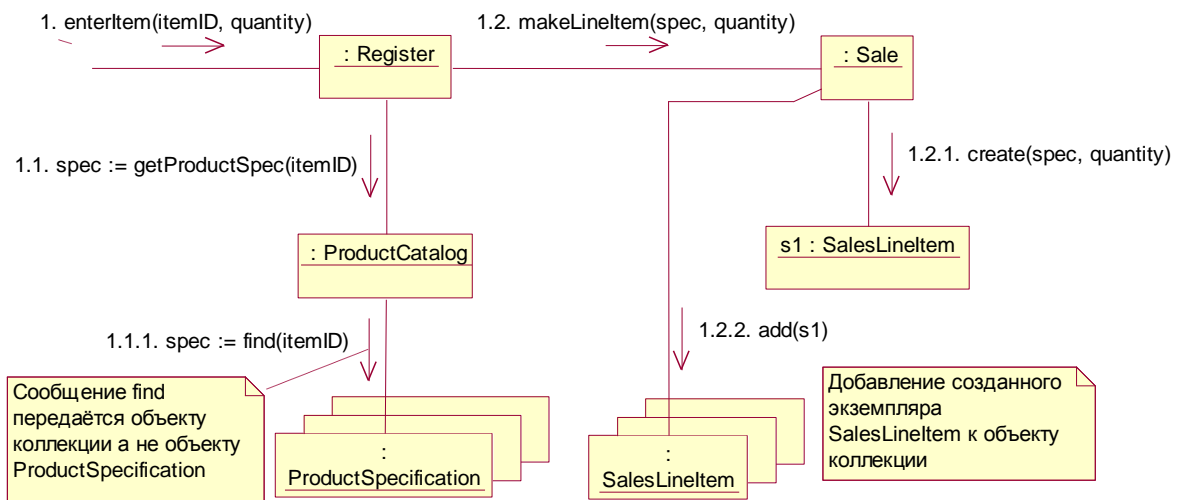 1. enterItem(itemID, quantity)
1.2. makeLineItem(spec, quantity)
: Register
: Sale
1.1. spec := getProductSpec(itemID)
1.2.1. create(spec, quantity)
: ProductCatalog
s1 : SalesLineItem
1.1.1. spec := find(itemID)
1.2.2. add(s1)
Сообщение find
передаётся объекту
коллекции а не объекту
ProductSpecification
:
ProductSpecification
:
SalesLineItem
Добавление созданного
экземпляра
SalesLineItem к объекту
коллекции